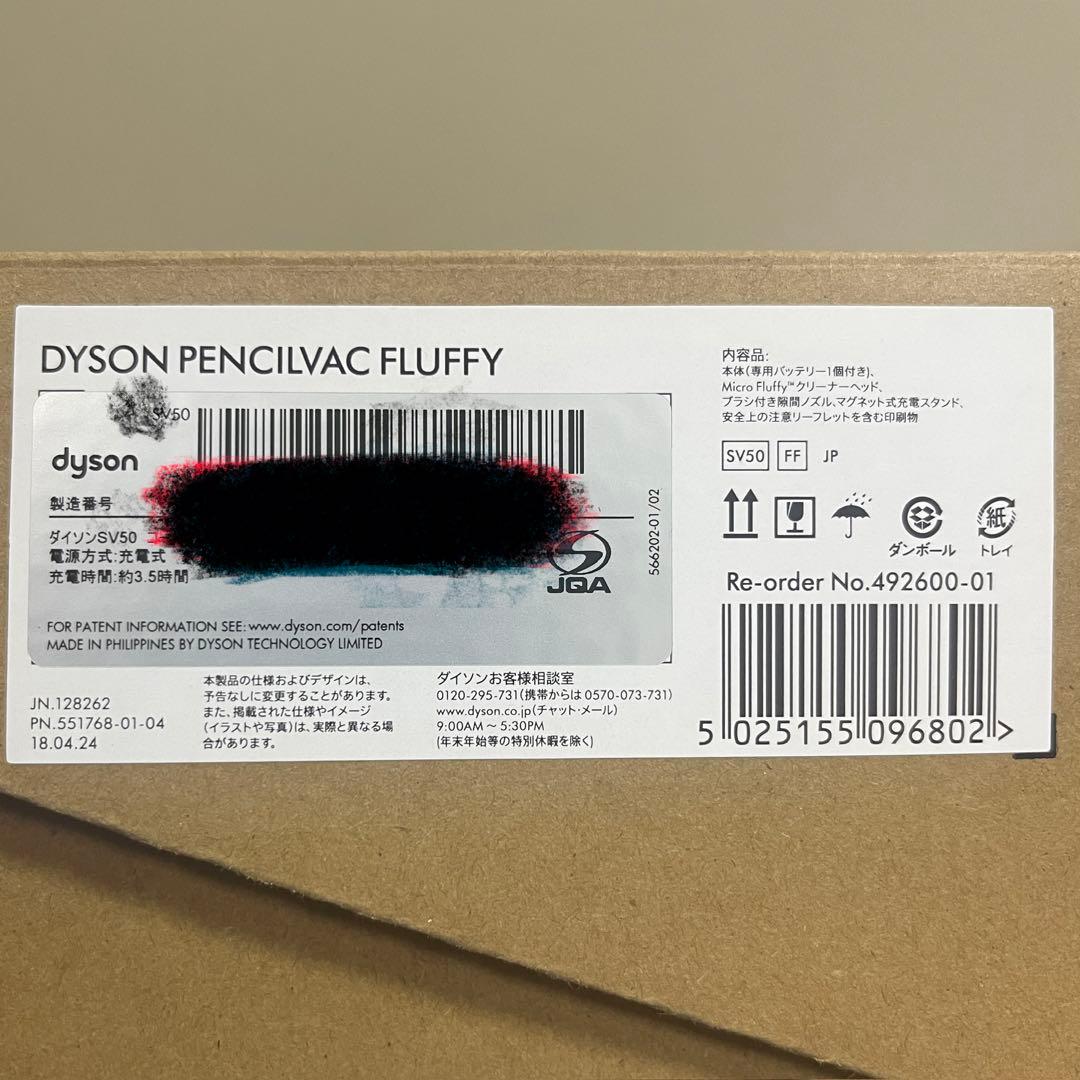 DYSON PENCILVAC FLUFFY
SV50
dyson
製造番号
ダイソンSV50
電源方式:充電式
充電時間:約3.5時間
JQA
566202-01/02
FOR PATENT INFORMATION SEE: www.dyson.com/patents
MADE IN PHILIPPINES BY DYSON TECHNOLOGY LIMITED
JN.128262
PN.551768-01-04
18.04.24
本製品の仕様およびデザインは、
予告なしに変更することがあります。
また、掲載された仕様やイメージ
(イラストや写真)は、実際と異なる場
合があります。
ダイソンお客様相談室
0120-295-731(携帯からは 0570-073-731)
www.dyson.co.jp(チャット・メール)
9:00AM～5:30PM
(年末年始等の特別休暇を除く)
内容品:
本体(専用バッテリー1個付き)、
Micro Fluffy™クリーナーヘッド、
ブラシ付き隙間ノズル、マグネット式充電スタンド、
安全上の注意リーフレットを含む印刷物
SV50 FF JP
紙
ダンボール トレイ
Re-order No.492600-01
5 025155 096802 >